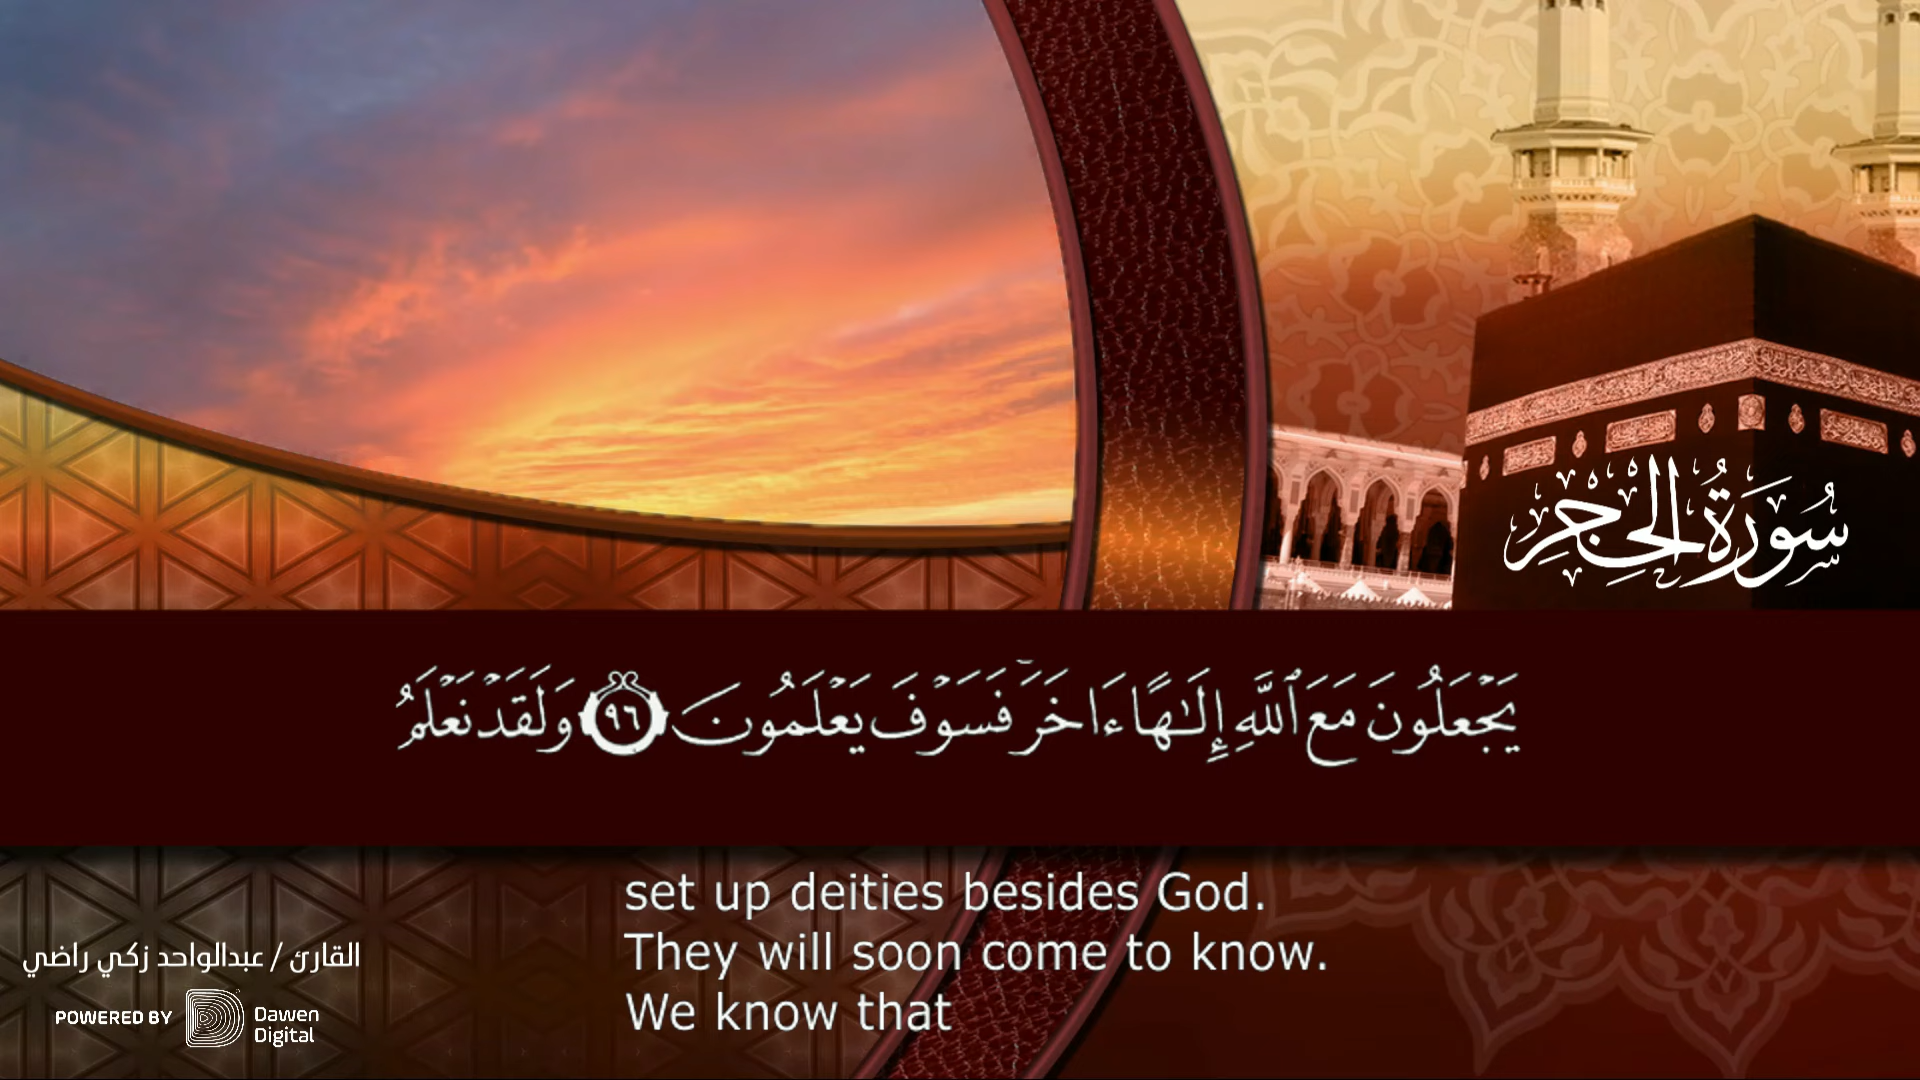 سُورَةُ الحِجْرِ
يَجْعَلُونَ مَعَ ٱللَّهِ إِلَٰهًا ءَاخَرَ فَسَوْفَ يَعْلَمُونَ ٩٦ وَلَقَدْ نَعْلَمُ
set up deities besides God.
They will soon come to know.
We know that
القارئ / عبدالواحد زكي راضي
POWERED BY Dawen
Digital